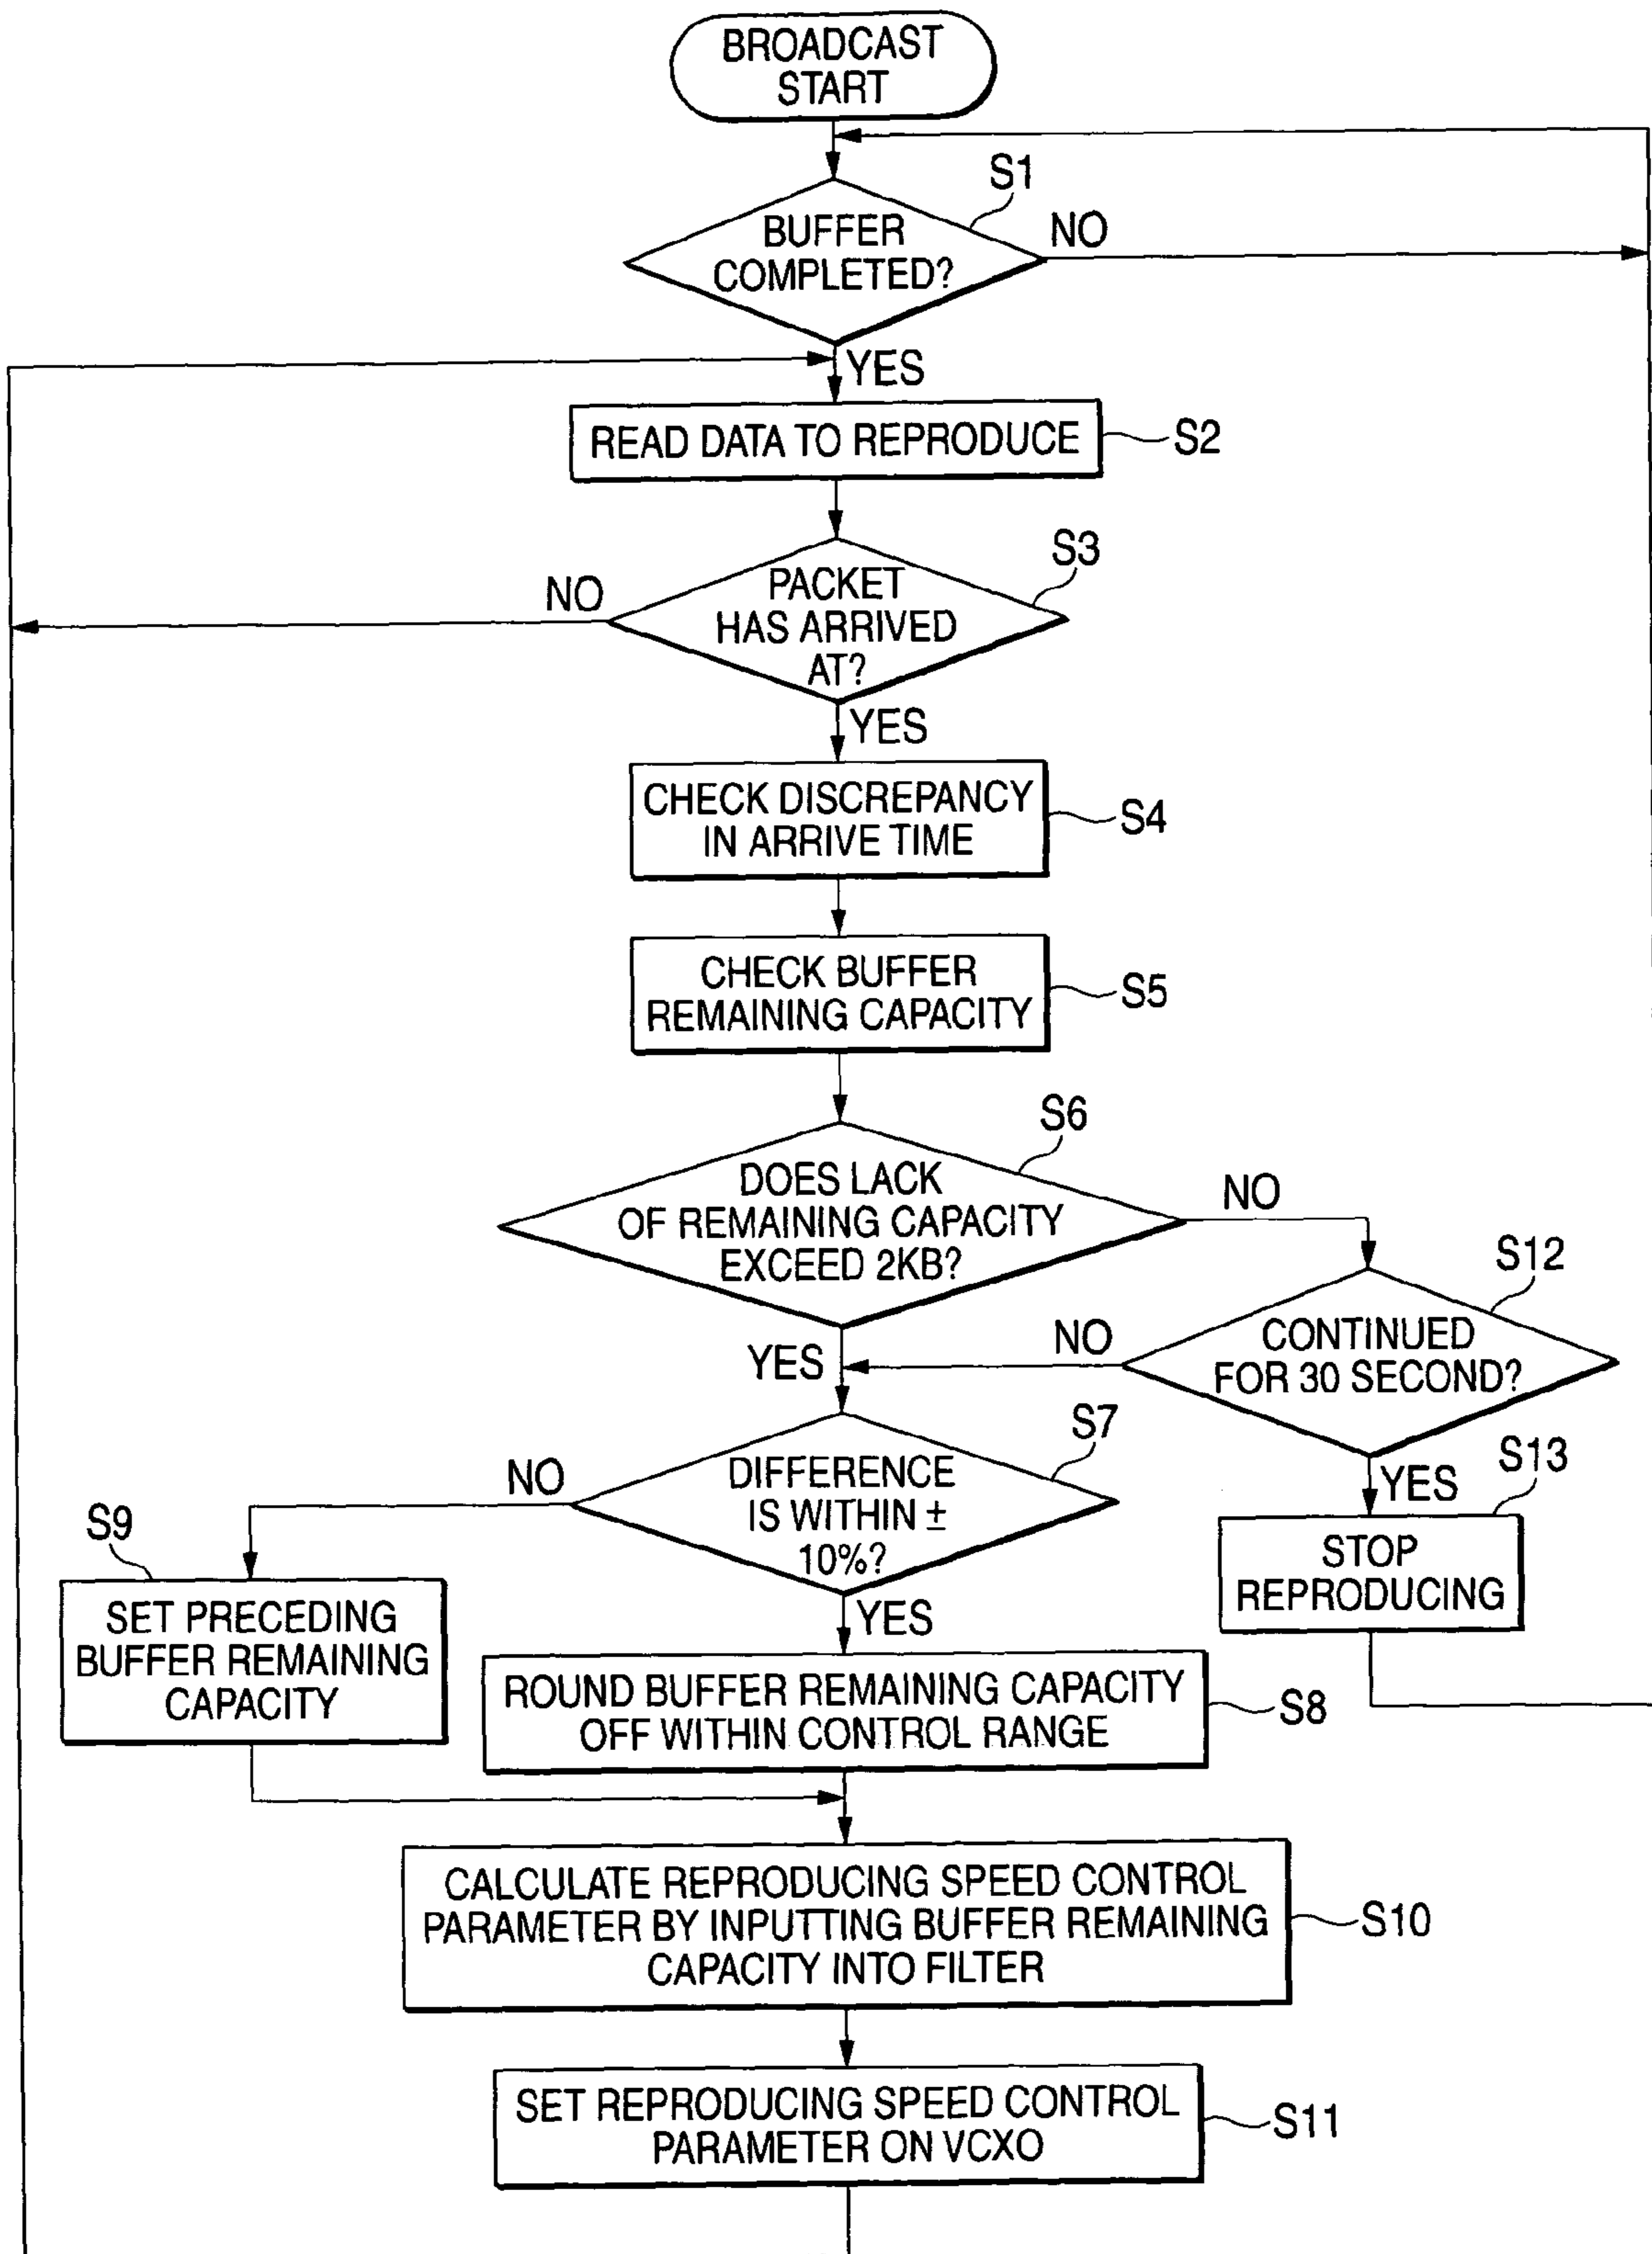 BROADCAST
START
S1
BUFFER
COMPLETED?
NO
YES
READ DATA TO REPRODUCE
S2
S3
PACKET
HAS ARRIVED
AT?
NO
YES
CHECK DISCREPANCY
IN ARRIVE TIME
S4
CHECK BUFFER
REMAINING CAPACITY
S5
S6
DOES LACK
OF REMAINING CAPACITY
EXCEED 2KB?
NO
YES
S12
CONTINUED
FOR 30 SECOND?
NO
YES
S7
DIFFERENCE
IS WITHIN ±
10%?
NO
YES
S13
STOP
REPRODUCING
S9
SET PRECEDING
BUFFER REMAINING
CAPACITY
ROUND BUFFER REMAINING CAPACITY
OFF WITHIN CONTROL RANGE
S8
CALCULATE REPRODUCING SPEED CONTROL
PARAMETER BY INPUTTING BUFFER REMAINING
CAPACITY INTO FILTER
S10
SET REPRODUCING SPEED CONTROL
PARAMETER ON VCXO
S11